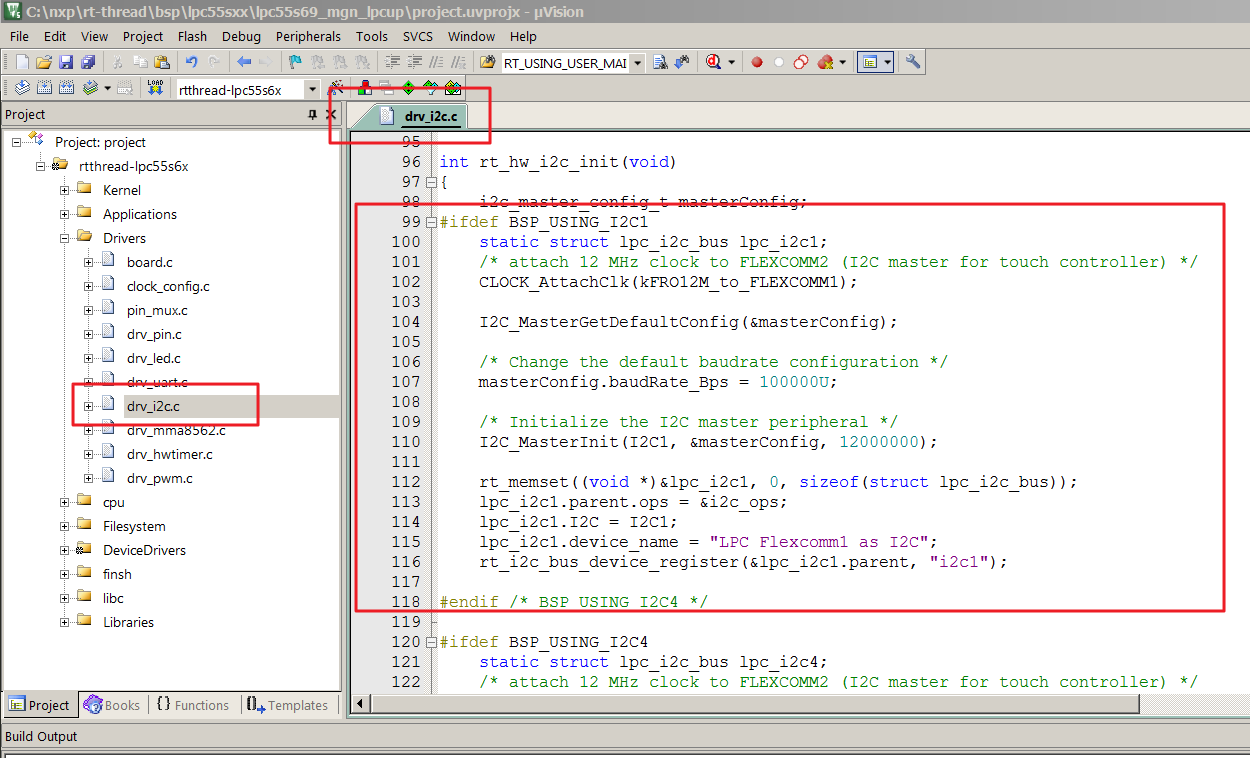 C:\nxp\rt-thread\bsp\lpc55sxx\lpc55s69_mgn_lpcup\project.uvprojx - µVision
File Edit View Project Flash Debug Peripherals Tools SVCS Window Help
RT_USING_USER_MAI
LOAD
rtthread-lpc55s6x
Project
drv_i2c.c
Project: project
rtthread-lpc55s6x
Kernel
Applications
Drivers
board.c
clock_config.c
pin_mux.c
drv_pin.c
drv_led.c
drv_uart.c
drv_i2c.c
drv_mma8562.c
drv_hwtimer.c
drv_pwm.c
cpu
Filesystem
DeviceDrivers
finsh
libc
Libraries
95
96 int rt_hw_i2c_init(void)
97 {
98 i2c_master_config_t masterConfig;
99 #ifdef BSP_USING_I2C1
100 static struct lpc_i2c_bus lpc_i2c1;
101 /* attach 12 MHz clock to FLEXCOMM2 (I2C master for touch controller) */
102 CLOCK_AttachClk(kFRO12M_to_FLEXCOMM1);
103
104 I2C_MasterGetDefaultConfig(&masterConfig);
105
106 /* Change the default baudrate configuration */
107 masterConfig.baudRate_Bps = 100000U;
108
109 /* Initialize the I2C master peripheral */
110 I2C_MasterInit(I2C1, &masterConfig, 12000000);
111
112 rt_memset((void *)&lpc_i2c1, 0, sizeof(struct lpc_i2c_bus));
113 lpc_i2c1.parent.ops = &i2c_ops;
114 lpc_i2c1.I2C = I2C1;
115 lpc_i2c1.device_name = "LPC Flexcomm1 as I2C";
116 rt_i2c_bus_device_register(&lpc_i2c1.parent, "i2c1");
117
118 #endif /* BSP USING I2C4 */
119
120 #ifdef BSP_USING_I2C4
121 static struct lpc_i2c_bus lpc_i2c4;
122 /* attach 12 MHz clock to FLEXCOMM2 (I2C master for touch controller) */
Project Books {} Functions Templates
Build Output